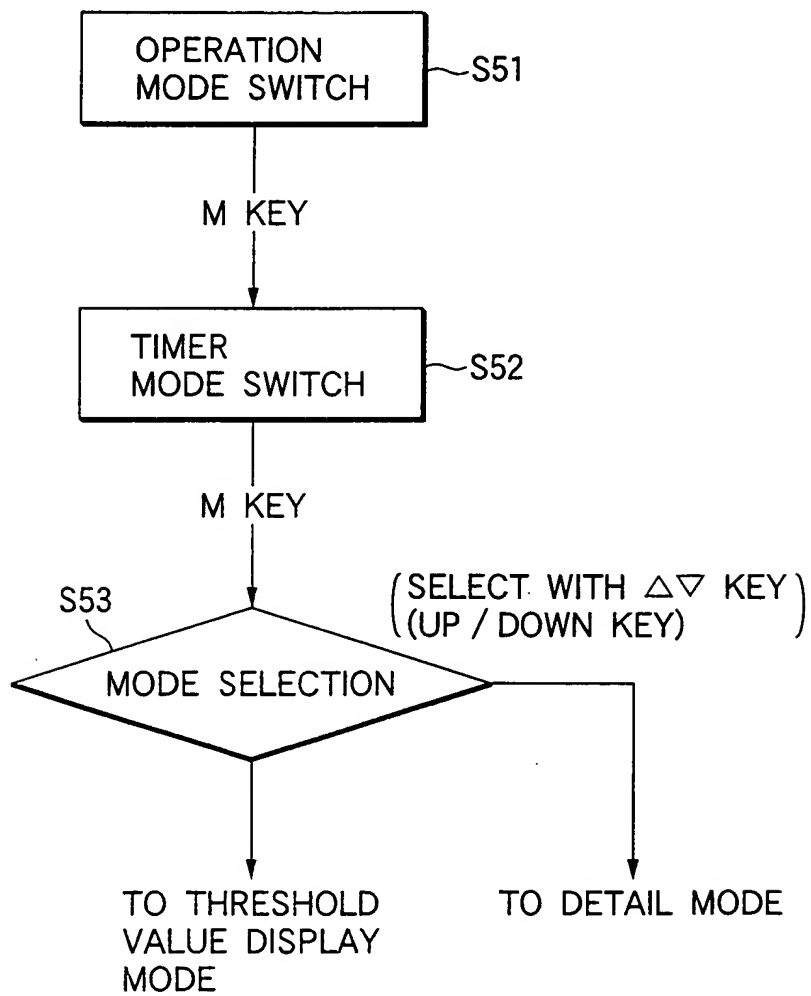 OPERATION
MODE SWITCH
S51
M KEY
TIMER
MODE SWITCH
S52
M KEY
S53
(SELECT WITH △▽ KEY)
(UP / DOWN KEY)
MODE SELECTION
TO THRESHOLD
VALUE DISPLAY
MODE
TO DETAIL MODE